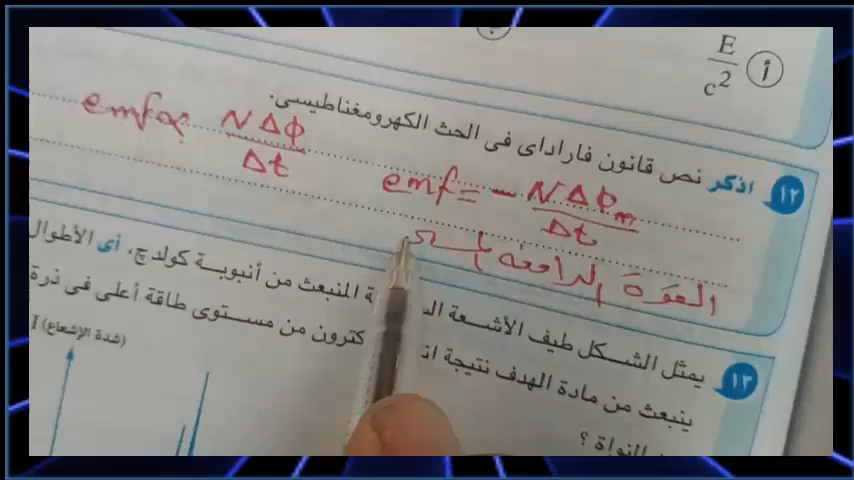 أ E/c²
ب
١٢ اذكر نص قانون فاراداى فى الحث الكهرومغناطيسى.
emf ∝ NΔϕ/Δt
emf = - NΔϕm/Δt
القوة الدافعة
١٣ يمثل الشكل طيف الأشعة المنبعث من أنبوبة كولدچ، أى الأطوال
ينبعث من مادة الهدف نتيجة من مستوى طاقة أعلى فى ذرة
النواة ؟
I (شدة الإشعاع)